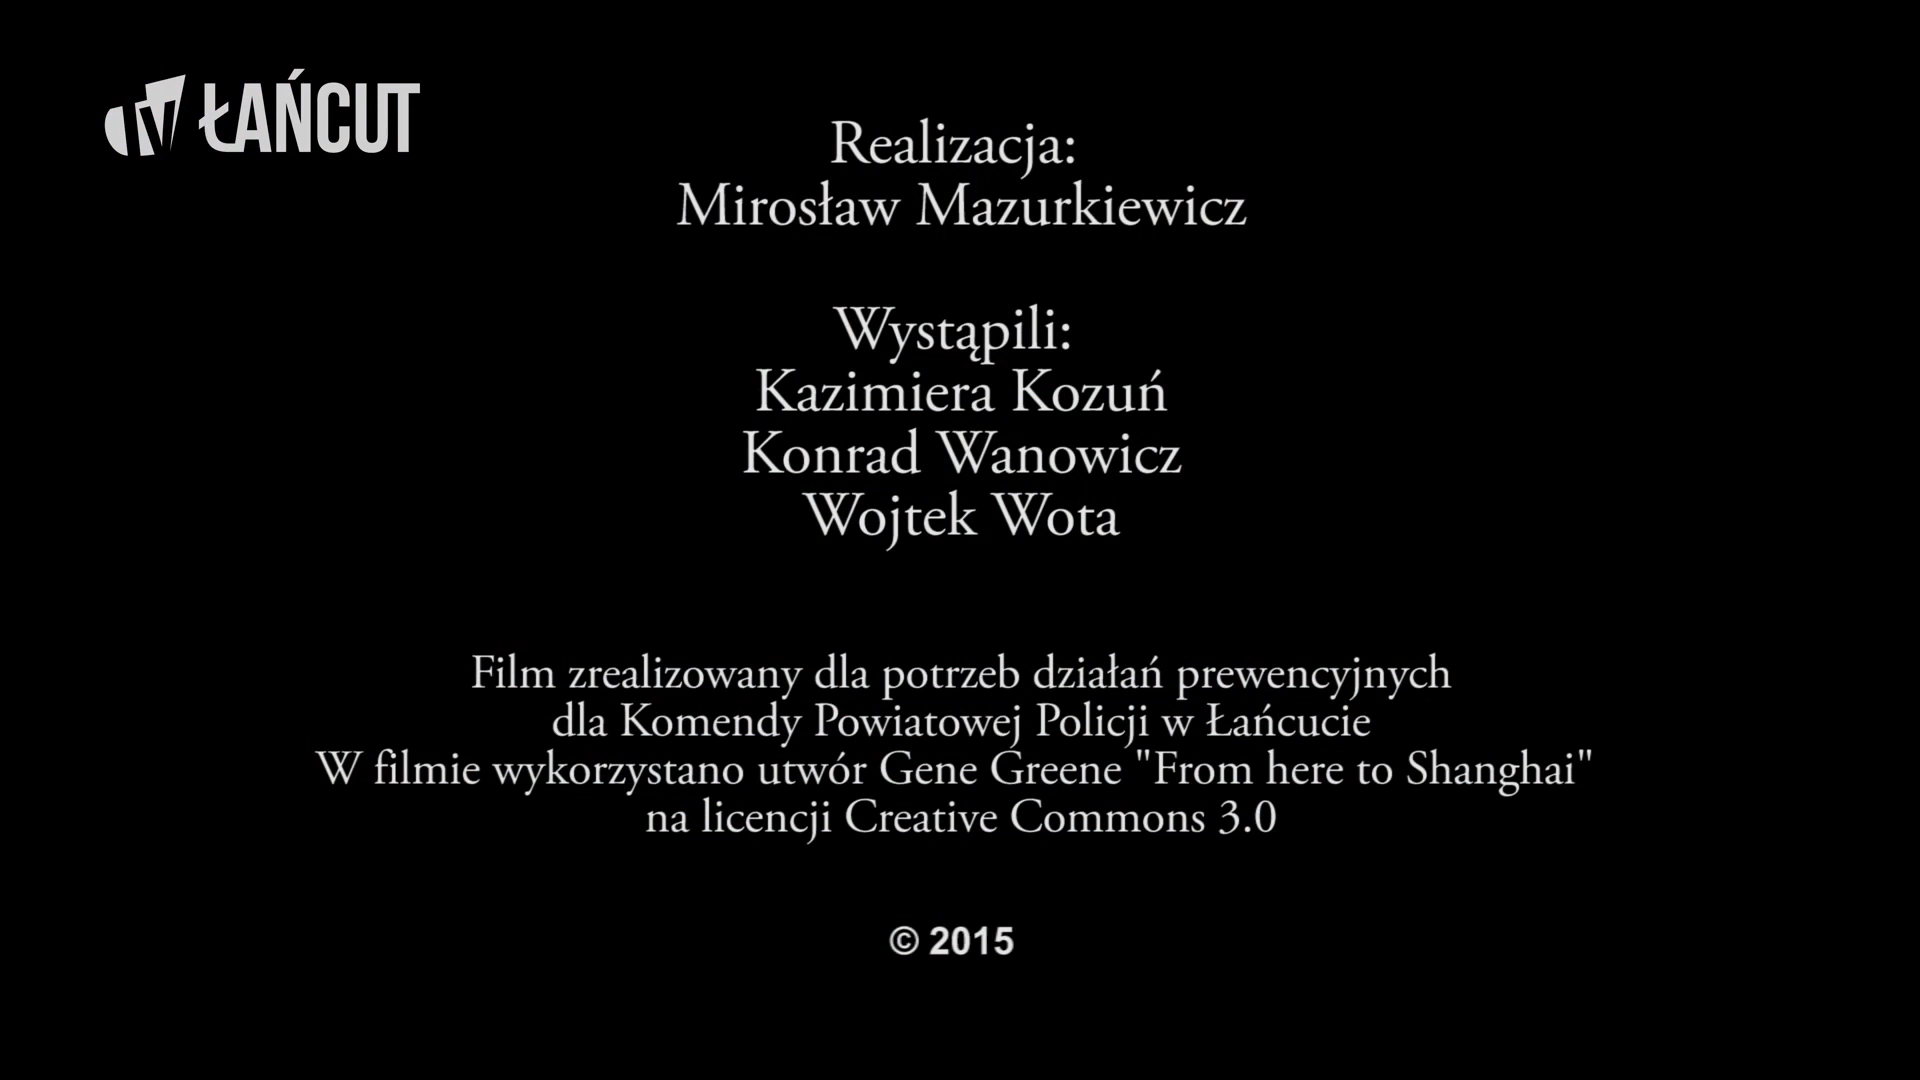 ŁAŃCUT
Realizacja:
Mirosław Mazurkiewicz
Wystąpili:
Kazimiera Kozuń
Konrad Wanowicz
Wojtek Wota
Film zrealizowany dla potrzeb działań prewencyjnych
dla Komendy Powiatowej Policji w Łańcucie
W filmie wykorzystano utwór Gene Greene "From here to Shanghai"
na licencji Creative Commons 3.0
© 2015